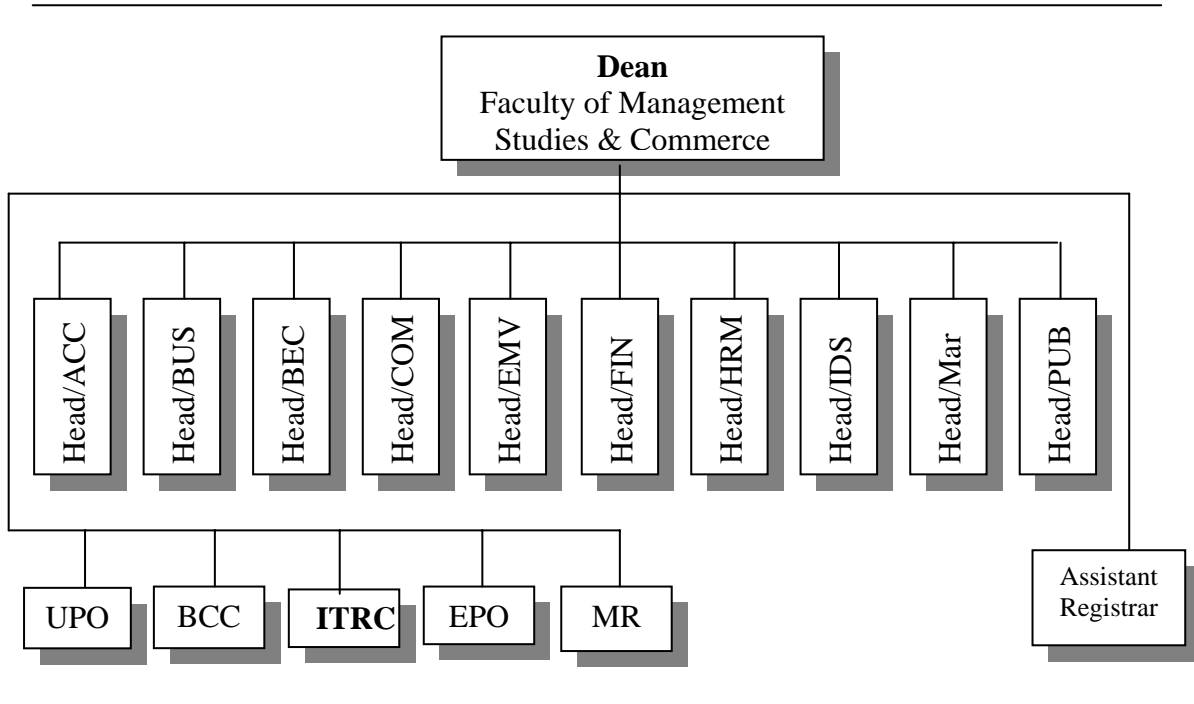 Dean
Faculty of Management
Studies & Commerce
Head/ACC
Head/BUS
Head/BEC
Head/COM
Head/EMV
Head/FIN
Head/HRM
Head/IDS
Head/Mar
Head/PUB
UPO
BCC
ITRC
EPO
MR
Assistant
Registrar